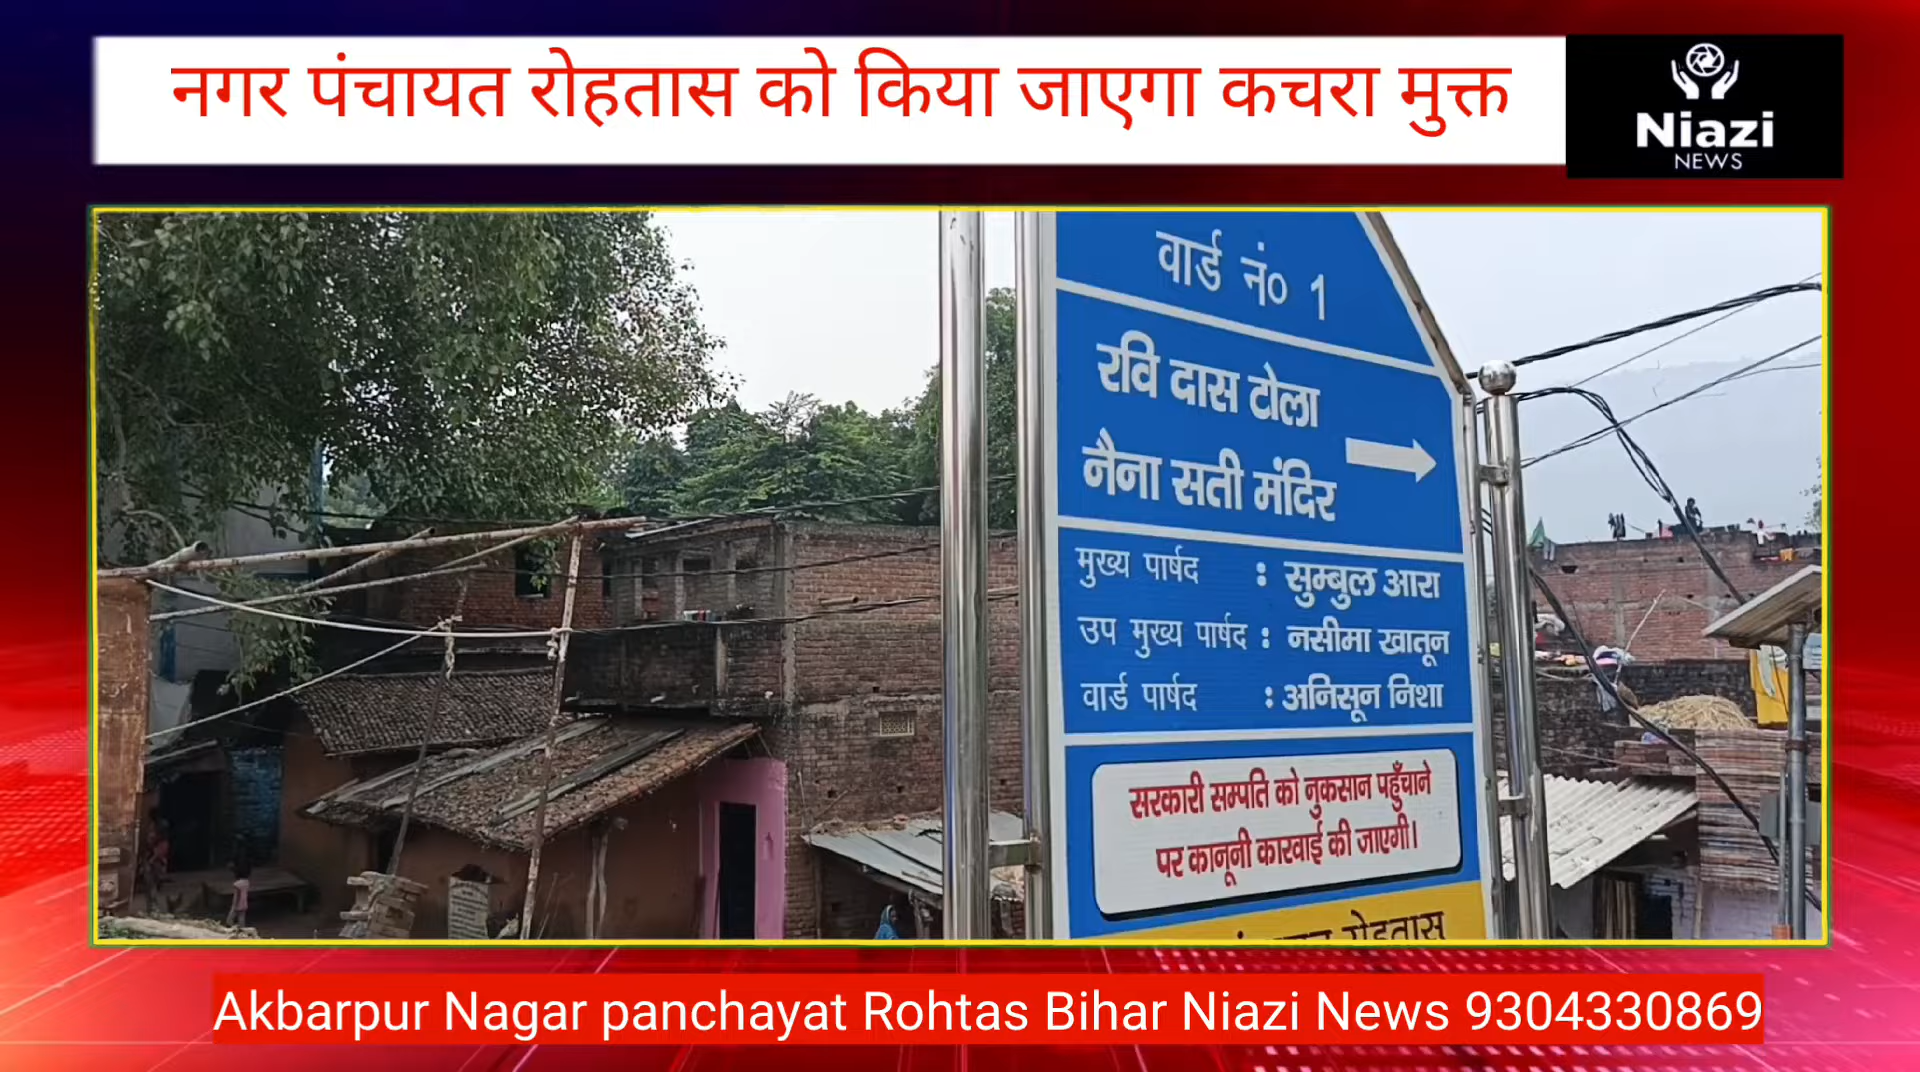 नगर पंचायत रोहतास को किया जाएगा कचरा मुक्त
Niazi
NEWS
वार्ड नं० 1
रवि दास टोला
नैना सती मंदिर
मुख्य पार्षद : सुम्बुल आरा
उप मुख्य पार्षद : नसीमा खातून
वार्ड पार्षद : अनिसून निशा
सरकारी सम्पति को नुकसान पहुँचाने
पर कानूनी कारवाई की जाएगी।
रोहतास
Akbarpur Nagar panchayat Rohtas Bihar Niazi News 9304330869